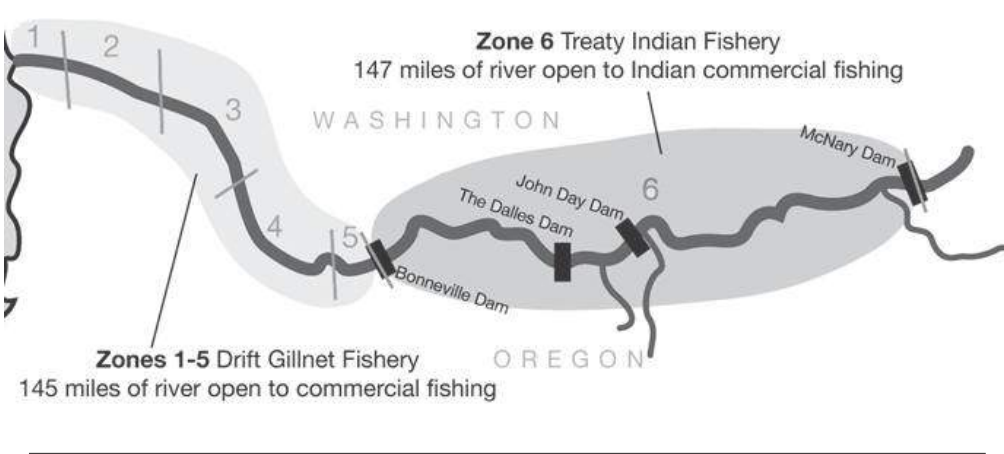 1
2
3
4
5
6
Zone 6 Treaty Indian Fishery
147 miles of river open to Indian commercial fishing
WASHINGTON
McNary Dam
John Day Dam
The Dalles Dam
Bonneville Dam
Zones 1-5 Drift Gillnet Fishery
145 miles of river open to commercial fishing
OREGON